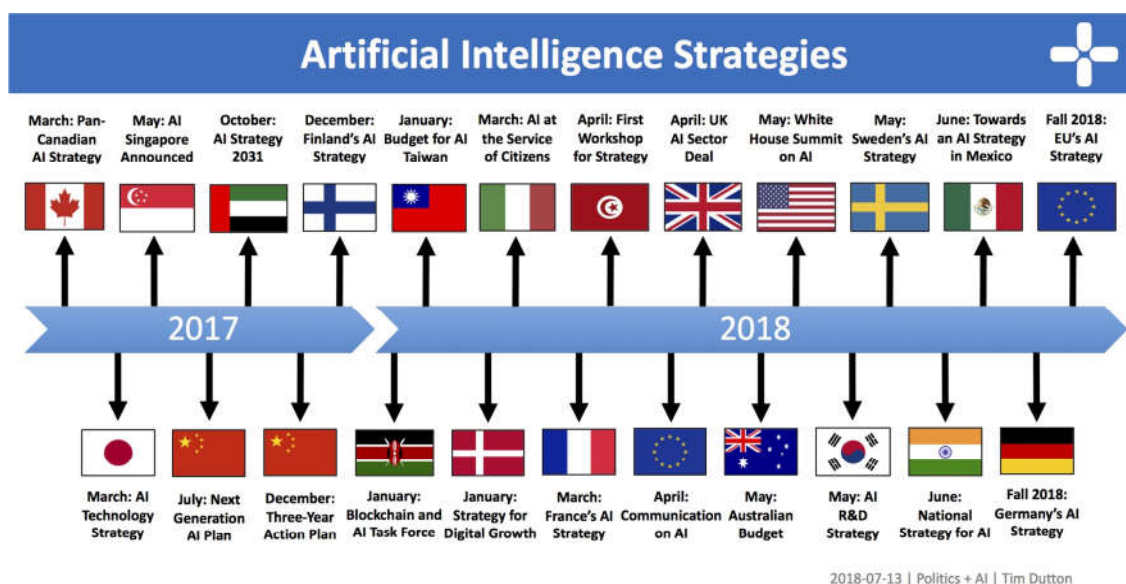 Artificial Intelligence Strategies
March: Pan-
Canadian
AI Strategy
May: AI
Singapore
Announced
October:
AI Strategy
2031
December:
Finland's AI
Strategy
January:
Budget for AI
Taiwan
March: AI at
the Service
of Citizens
April: First
Workshop
for Strategy
April: UK
AI Sector
Deal
May: White
House Summit
on AI
May:
Sweden's AI
Strategy
June: Towards
an AI Strategy
in Mexico
Fall 2018:
EU's AI
Strategy
2017
2018
March: AI
Technology
Strategy
July: Next
Generation
AI Plan
December:
Three-Year
Action Plan
January:
Blockchain and
AI Task Force
January:
Strategy for
Digital Growth
March:
France's AI
Strategy
April:
Communication
on AI
May:
Australian
Budget
May: AI
R&D
Strategy
June:
National
Strategy for AI
Fall 2018:
Germany's AI
Strategy
2018-07-13 | Politics + AI | Tim Dutton